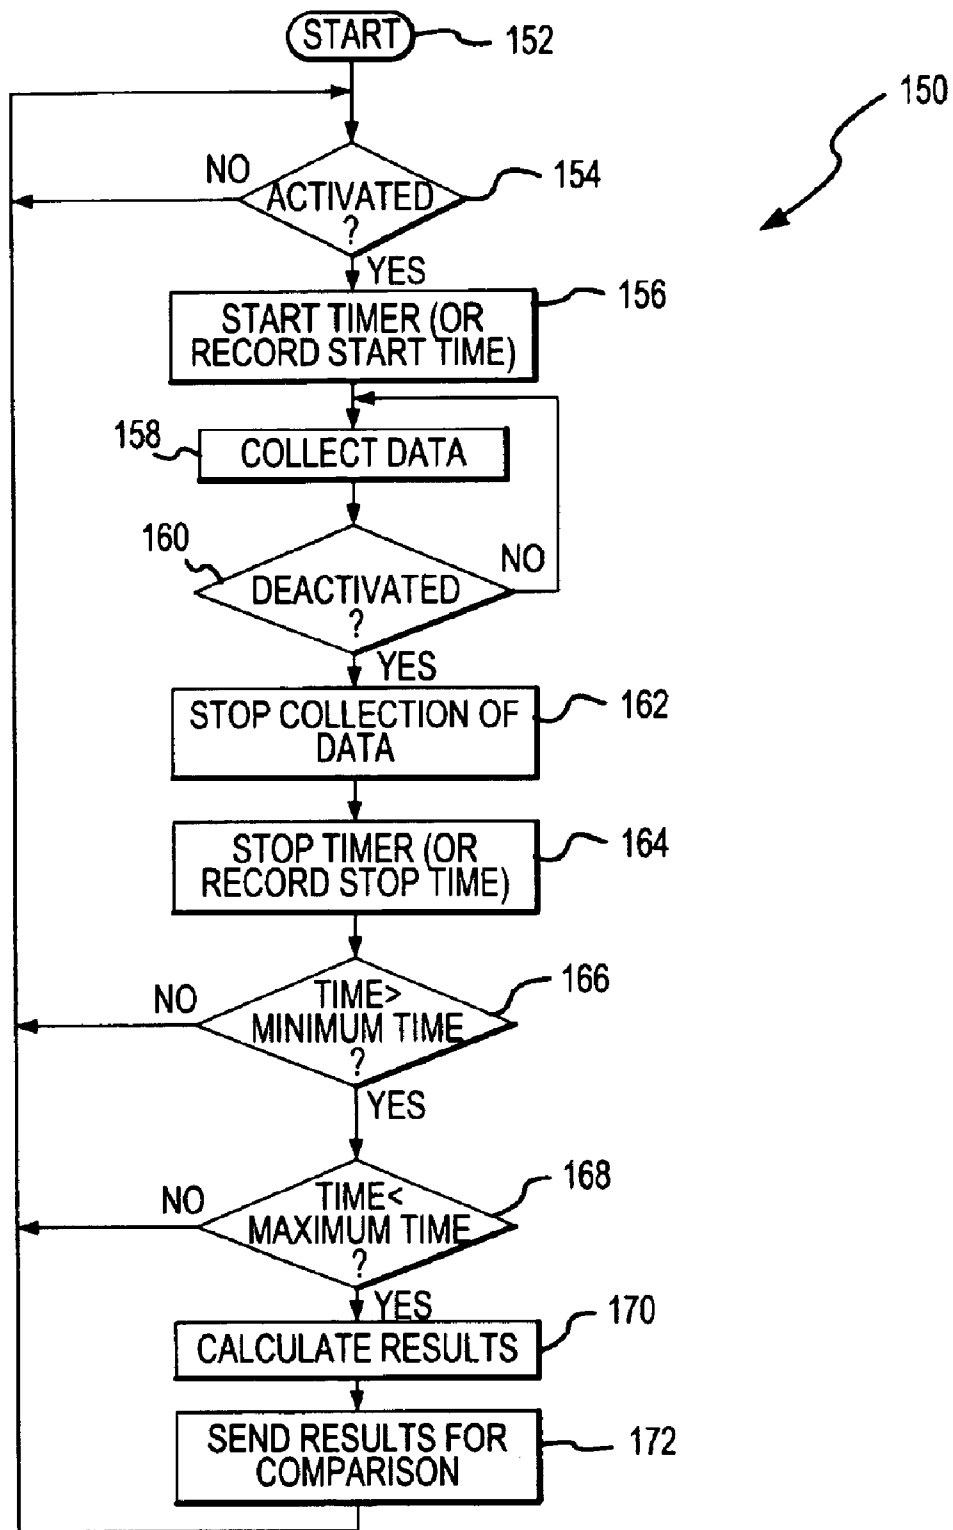 START
152
150
NO
ACTIVATED
?
154
YES
START TIMER (OR
RECORD START TIME)
156
158
COLLECT DATA
160
DEACTIVATED
?
NO
YES
STOP COLLECTION OF
DATA
162
STOP TIMER (OR
RECORD STOP TIME)
164
NO
TIME>
MINIMUM TIME
?
166
YES
NO
TIME<
MAXIMUM TIME
?
168
YES
CALCULATE RESULTS
170
SEND RESULTS FOR
COMPARISON
172